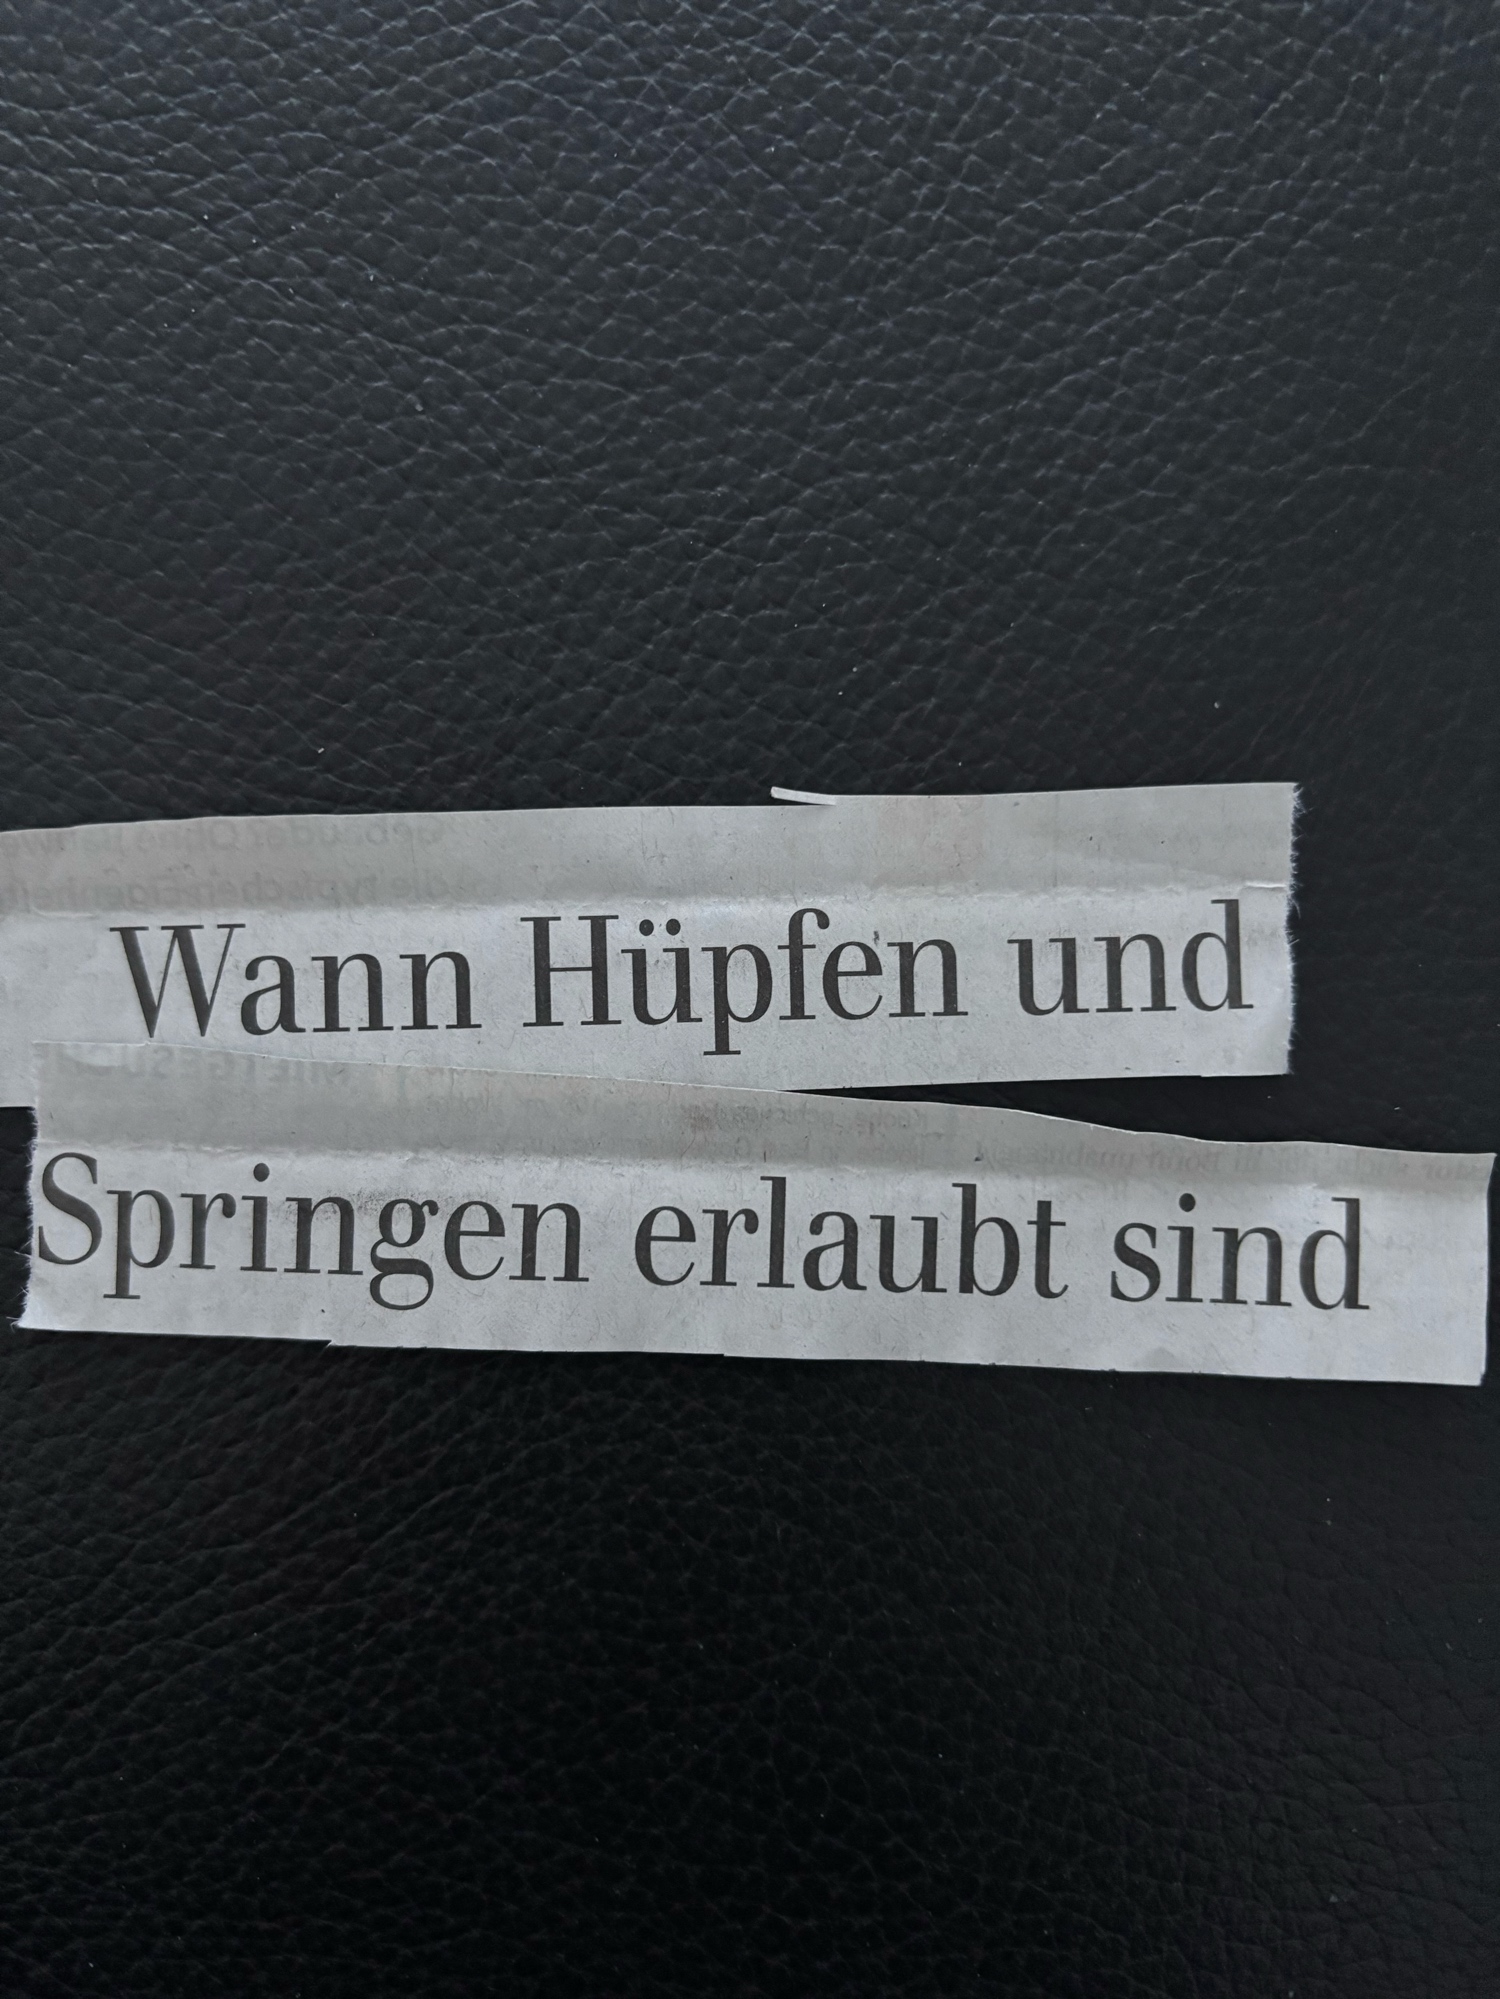 Wann Hüpfen und
Springen erlaubt sind